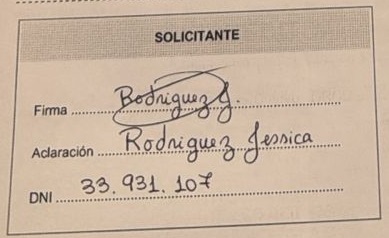 SOLICITANTE
Firma Rodriguez J.
Aclaración Rodriguez Jessica
DNI 33.931.107